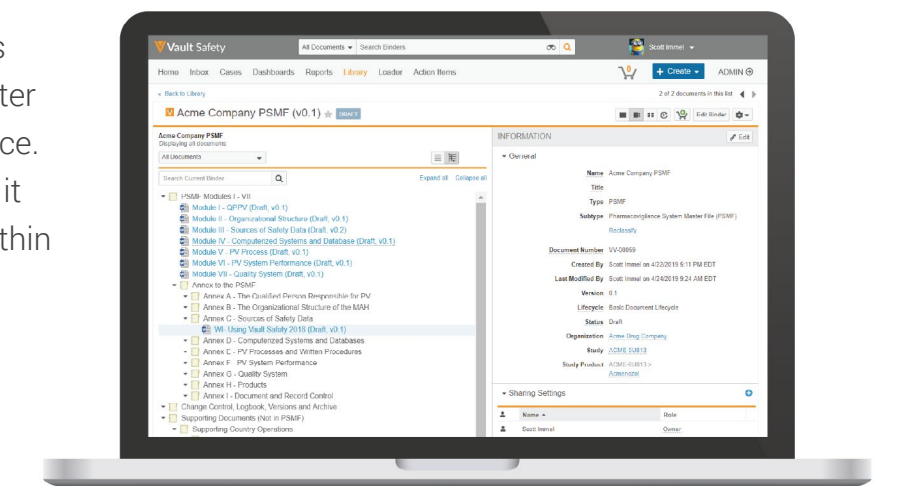 s
ter
ce.
it
thin
Vault Safety
All Documents Search Binders
Scott Immel
Home Inbox Cases Dashboards Reports Library Loader Action Items
0
+ Create
ADMIN
« Back to Library
2 of 2 documents in this list
Acme Company PSMF (v0.1)
DRAFT
Edit Binder
Acme Company PSMF
Displaying all documents
All Documents
Search Current Binder
Expand all Collapse all
PSMF Modules I - VII
Module I - QPPV (Draft, v0.1)
Module II - Organizational Structure (Draft, v0.1)
Module III - Sources of Safety Data (Draft, v0.2)
Module IV - Computerized Systems and Database (Draft, v0.1)
Module V - PV Process (Draft, v0.1)
Module VI - PV System Performance (Draft, v0.1)
Module VII - Quality System (Draft, v0.1)
Annex to the PSMF
Annex A - The Qualified Person Responsible for PV
Annex B - The Organizational Structure of the MAH
Annex C - Sources of Safety Data
WI- Using Vault Safety 2018 (Draft, v0.1)
Annex D - Computerized Systems and Databases
Annex E - PV Processes and Written Procedures
Annex F - PV System Performance
Annex G - Quality System
Annex H - Products
Annex I - Document and Record Control
Change Control, Logbook, Versions and Archive
Supporting Documents (Not in PSMF)
Supporting Country Operations
INFORMATION
Edit
General
Name Acme Company PSMF
Title
Type PSMF
Subtype Pharmacovigilance System Master File (PSMF)
Reclassify
Document Number VV-00059
Created By Scott Immel on 4/22/2019 5:11 PM EDT
Last Modified By Scott Immel on 4/24/2019 9:24 AM EDT
Version 0.1
Lifecycle Basic Document Lifecycle
Status Draft
Organization Acme Drug Company
Study ACME-SU813
Study Product ACME-SU813 >
Acmenozol
Sharing Settings
Name Role
Scott Immel Owner